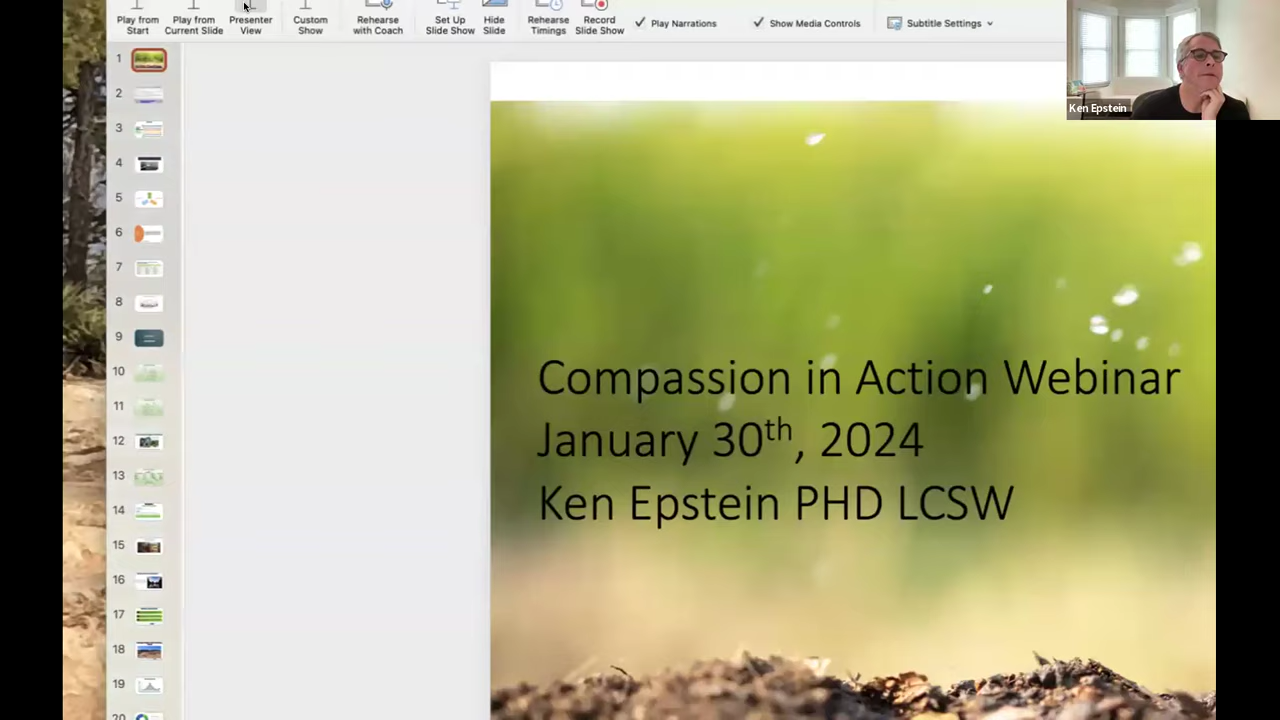 Play from Start
Play from Current Slide
Presenter View
Custom Show
Rehearse with Coach
Set Up Slide Show
Hide Slide
Rehearse Timings
Record Slide Show
Play Narrations
Show Media Controls
Subtitle Settings
Ken Epstein
1
2
3
4
5
6
7
8
9
10
11
12
13
14
15
16
17
18
19
20
Compassion in Action Webinar
January 30th, 2024
Ken Epstein PHD LCSW